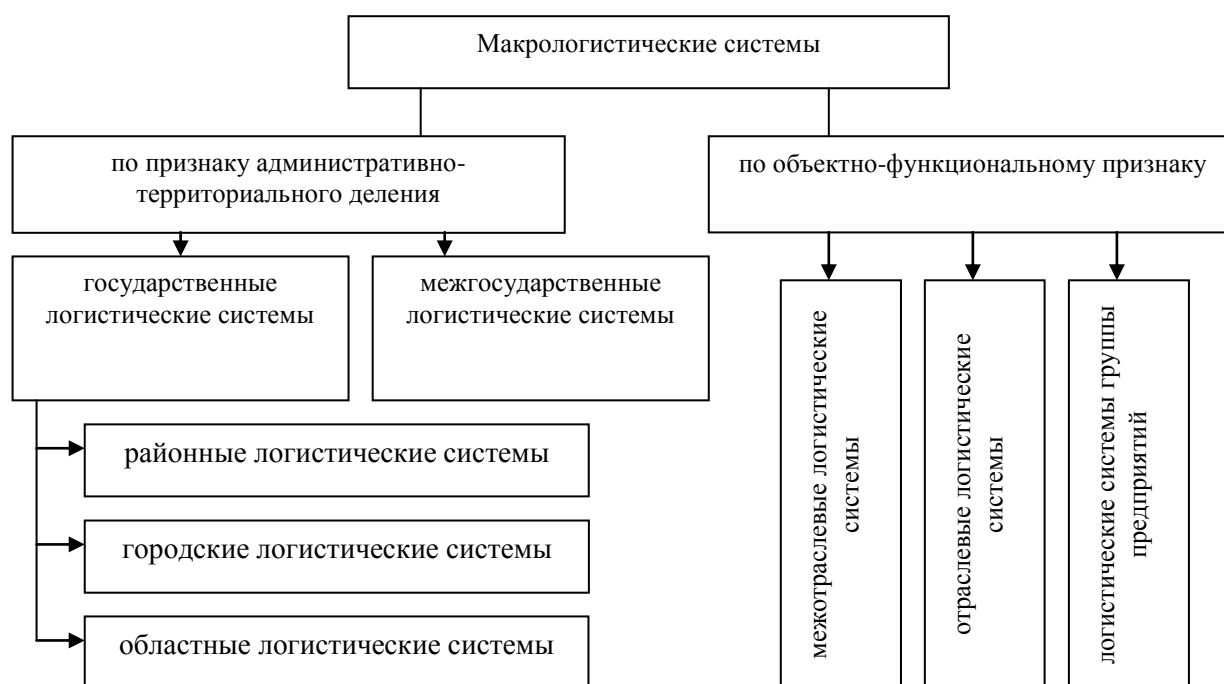 Макрологистические системы
по признаку административно-
территориального деления
по объектно-функциональному признаку
государственные
логистические системы
межгосударственные
логистические системы
районные логистические системы
городские логистические системы
областные логистические системы
межотраслевые логистические
системы
отраслевые логистические
системы
логистические системы группы
предприятий